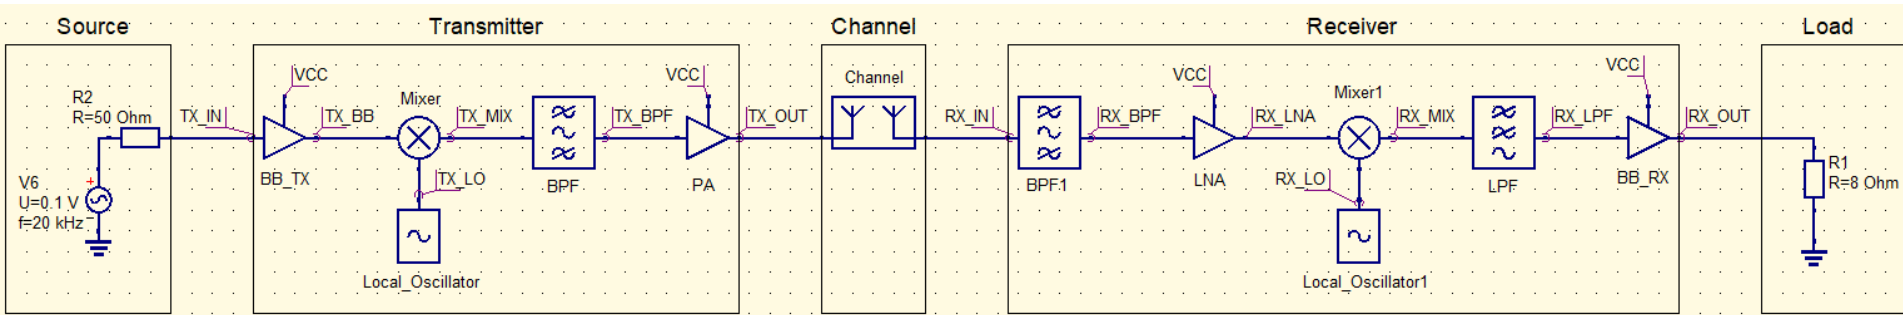 Source
Transmitter
Channel
Receiver
Load
R2
R=50 Ohm
V6
U=0.1 V
f=20 kHz
TX_IN
VCC
BB_TX
TX_BB
Mixer
TX_LO
Local_Oscillator
TX_MIX
BPF
TX_BPF
VCC
PA
TX_OUT
Channel
RX_IN
BPF1
RX_BPF
VCC
LNA
RX_LNA
Mixer1
RX_LO
Local_Oscillator1
RX_MIX
LPF
RX_LPF
VCC
BB_RX
RX_OUT
R1
R=8 Ohm